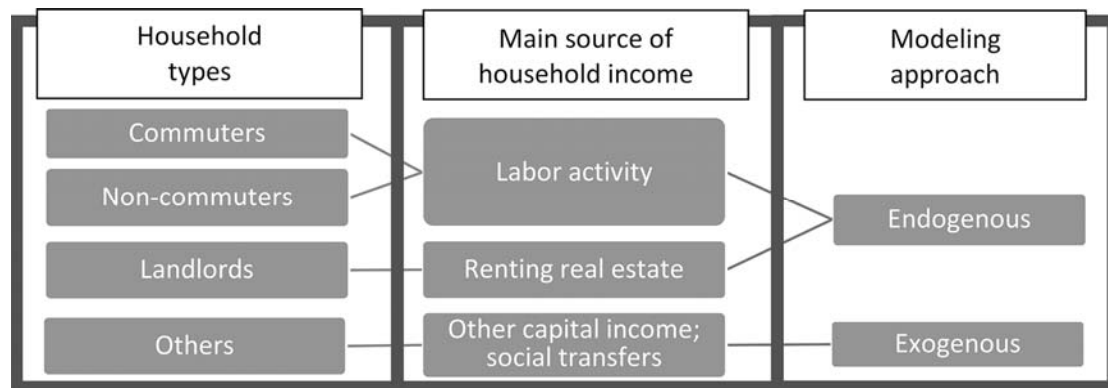 Household
types
Main source of
household income
Modeling
approach
Commuters
Non-commuters
Landlords
Others
Labor activity
Renting real estate
Other capital income;
social transfers
Endogenous
Exogenous